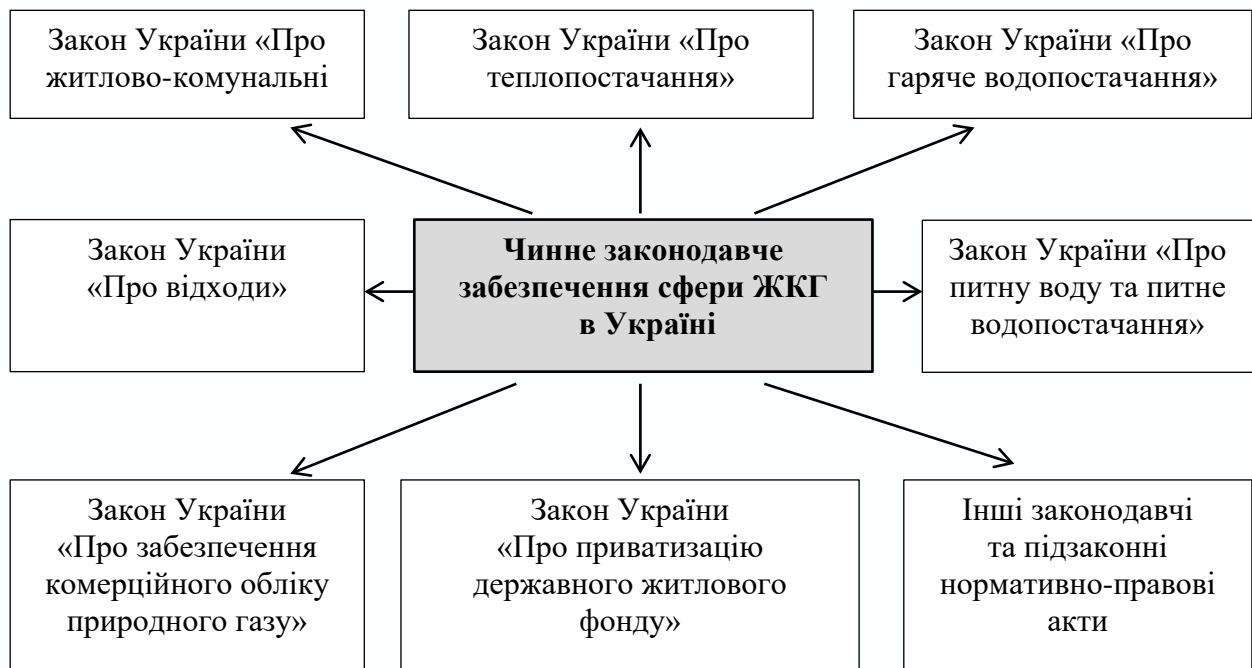 Закон України «Про
житлово-комунальні
Закон України «Про
теплопостачання»
Закон України «Про
гаряче водопостачання»
Закон України
«Про відходи»
Чинне законодавче
забезпечення сфери ЖКГ
в Україні
Закон України «Про
питну воду та питне
водопостачання»
Закон України
«Про забезпечення
комерційного обліку
природного газу»
Закон України
«Про приватизацію
державного житлового
фонду»
Інші законодавчі
та підзаконні
нормативно-правові
акти